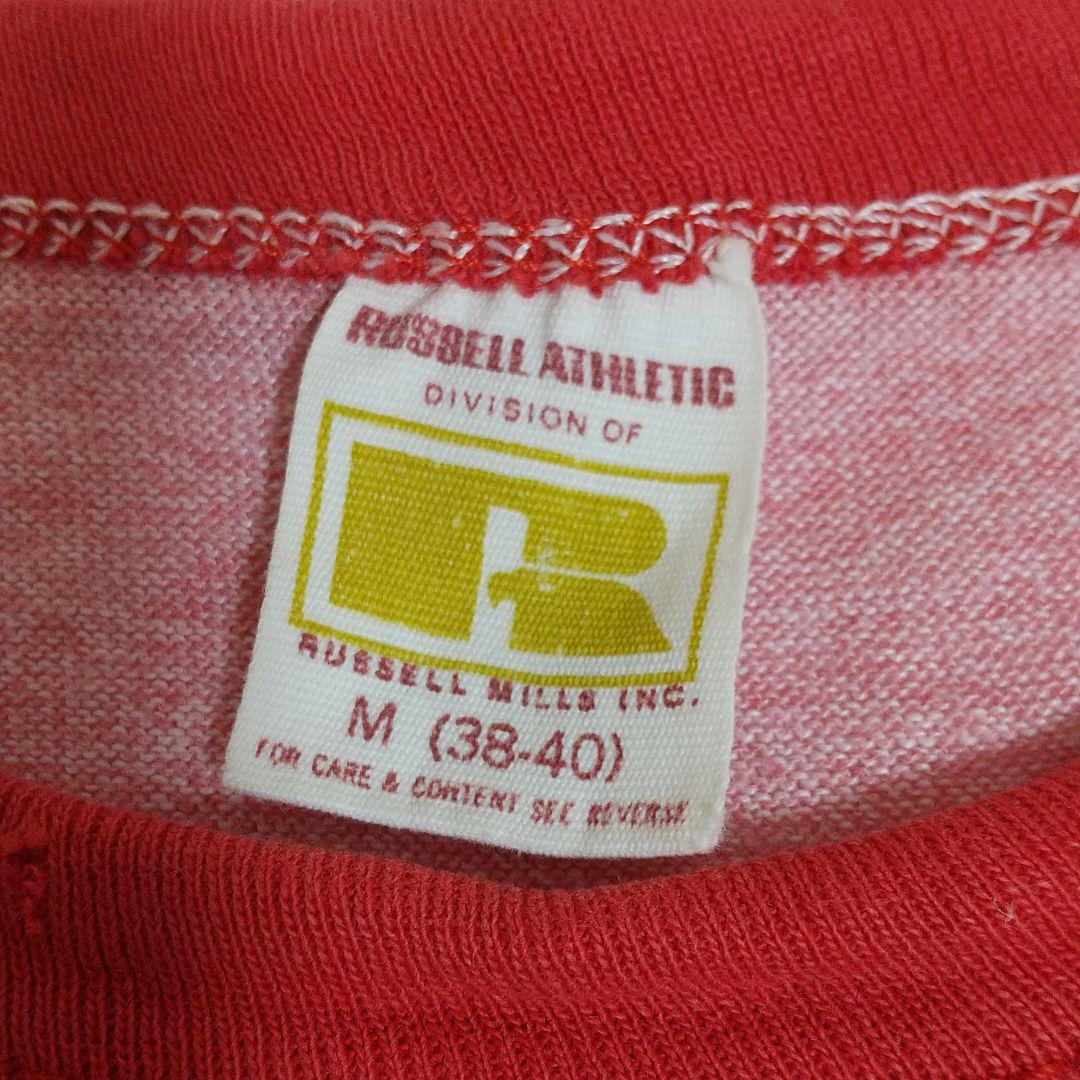 RUSSELL ATHLETIC
DIVISION OF
R
RUSSELL MILLS INC.
M (38-40)
FOR CARE & CONTENT SEE REVERSE